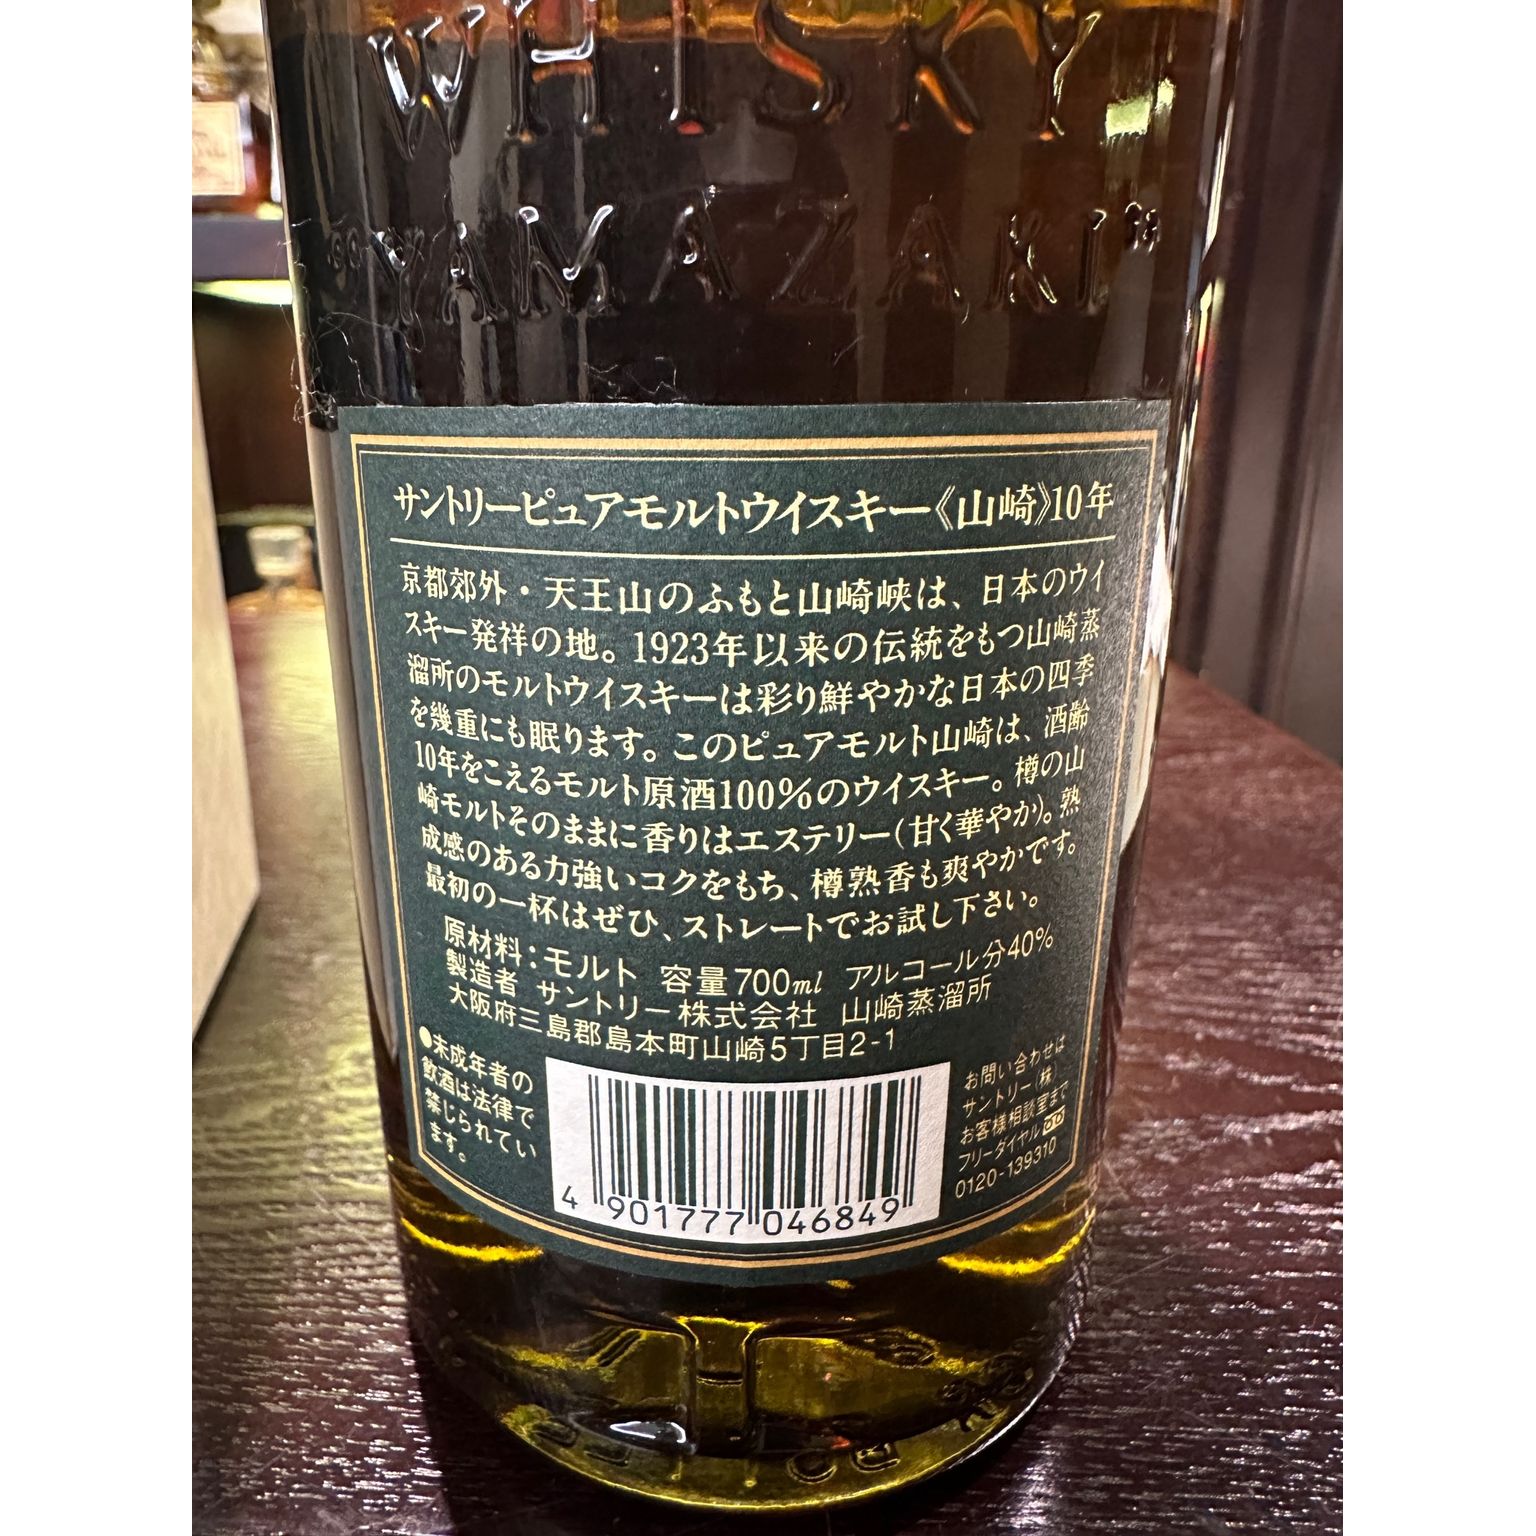 WHISKY
"YAMAZAKI"
サントリーピュアモルトウイスキー《山崎》10年
京都郊外・天王山のふもと山崎峡は、日本のウイ
スキー発祥の地。1923年以来の伝統をもつ山崎蒸
溜所のモルトウイスキーは彩り鮮やかな日本の四季
を幾重にも眠ります。このピュアモルト山崎は、酒齢
10年をこえるモルト原酒100%のウイスキー。樽の山
崎モルトそのままに香りはエステリー(甘く華やか)。熟
成感のある力強いコクをもち、樽熟香も爽やかです。
最初の一杯はぜひ、ストレートでお試し下さい。
原材料:モルト 容量700ml アルコール分40%
製造者 サントリー株式会社 山崎蒸溜所
大阪府三島郡島本町山崎5丁目2-1
●未成年者の
飲酒は法律で
禁じられてい
ます。
4 901777 046849
お問い合わせは
サントリー(株)
お客様相談室まで
フリーダイヤル
0120-139310